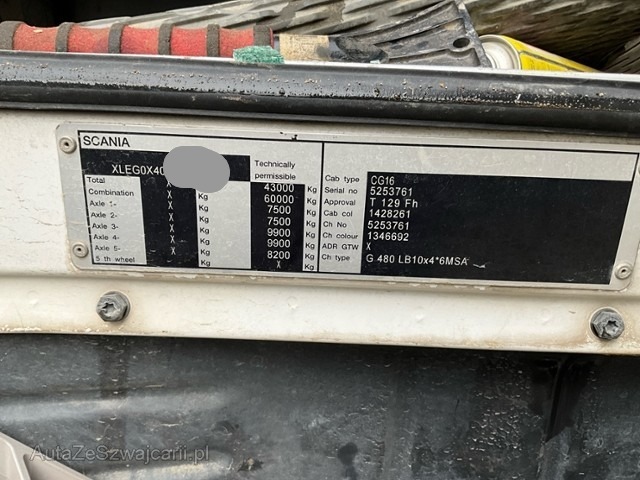 SCANIA
XLEG0X40
Technically
permissible
Total X Kg 43000 Kg
Combination X Kg 60000 Kg
Axle 1- X Kg 7500 Kg
Axle 2- X Kg 7500 Kg
Axle 3- X Kg 9900 Kg
Axle 4- X Kg 9900 Kg
Axle 5- X Kg 8200 Kg
5 th wheel Kg X Kg
Cab type CG16
Serial no 5253761
Approval T 129 Fh
Cab col 1428261
Ch No 5253761
Ch colour 1346692
ADR GTW X
Ch type G 480 LB10x4*6MSA
AutaZeSzwajcarii.pl